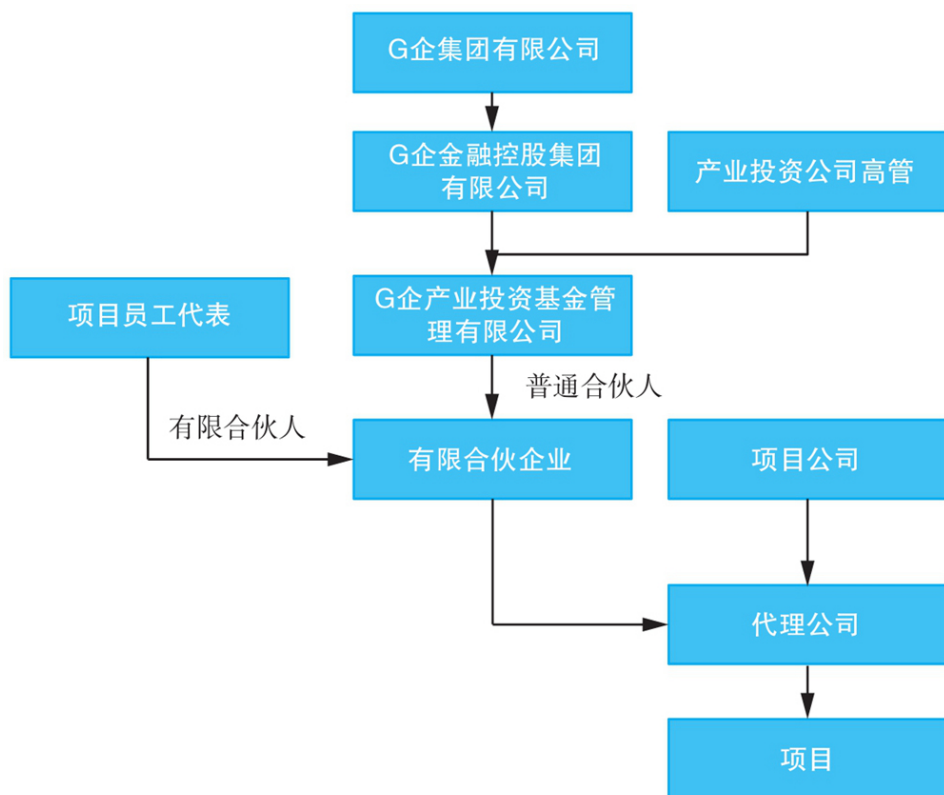 G企集团有限公司
G企金融控股集团
有限公司
产业投资公司高管
项目员工代表
G企产业投资基金管
理有限公司
普通合伙人
有限合伙人
有限合伙企业
项目公司
代理公司
项目